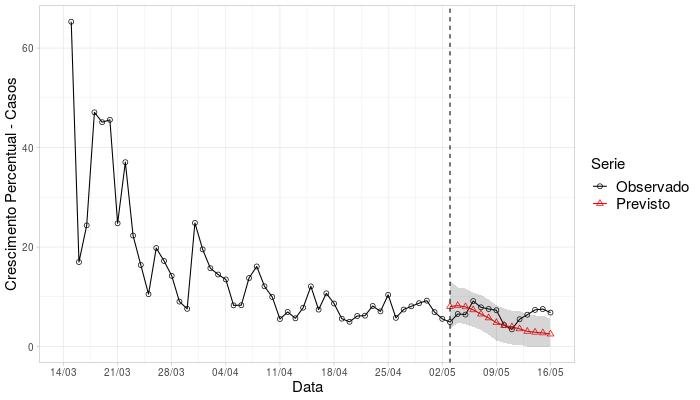 Crescimento Percentual - Casos
60
40
20
0
14/03 21/03 28/03 04/04 11/04 18/04 25/04 02/05 09/05 16/05
Data
Serie
Observado
Previsto